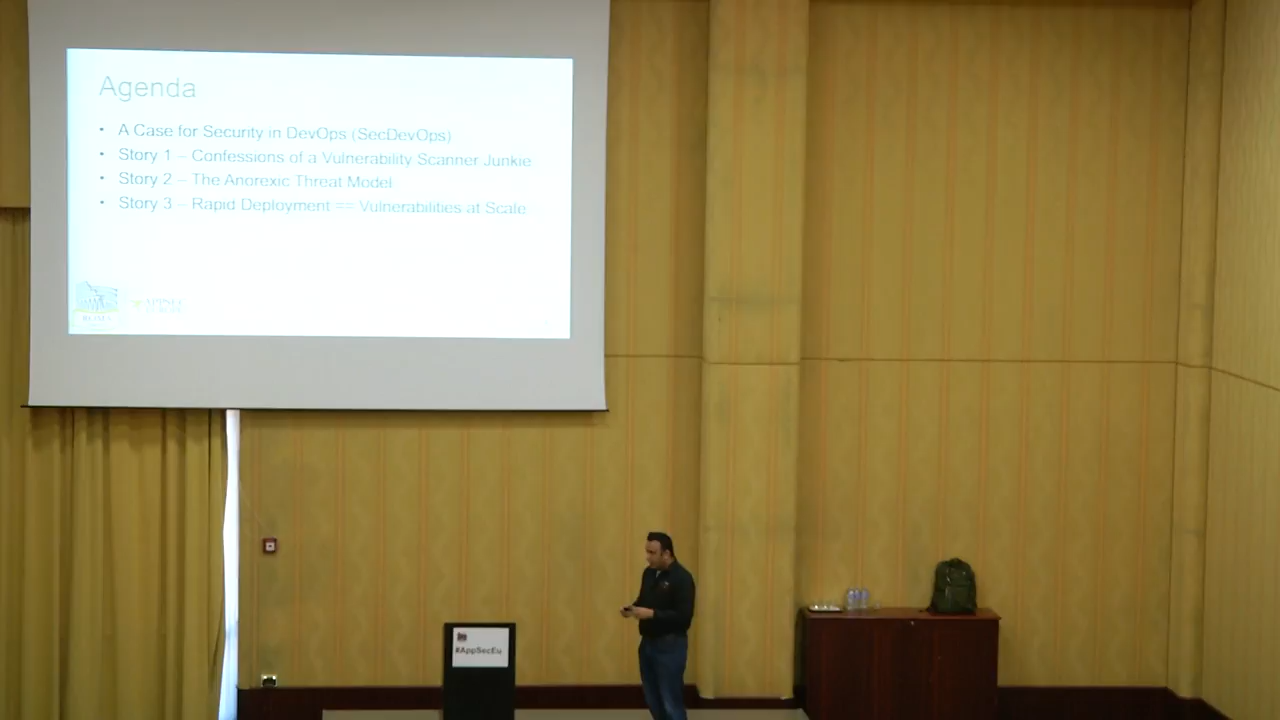 Agenda
• A Case for Security in DevOps (SecDevOps)
• Story 1 – Confessions of a Vulnerability Scanner Junkie
• Story 2 – The Anorexic Threat Model
• Story 3 – Rapid Deployment == Vulnerabilities at Scale
#AppSecEu